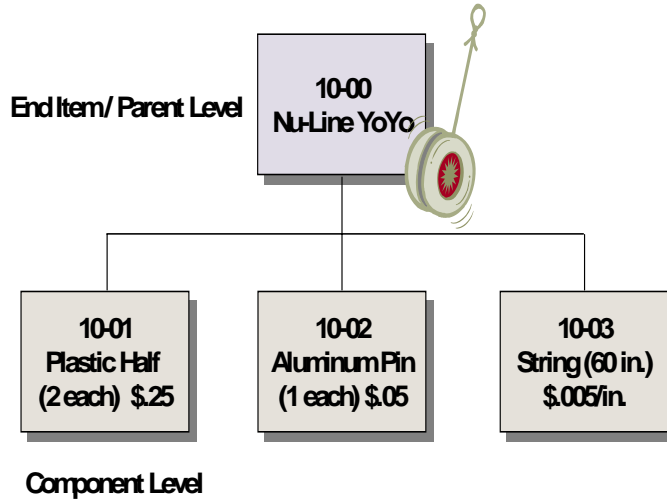 10-00
End Item / Parent Level
Nu-Line YoYo
10-01
Plastic Half
(2 each) $.25
10-02
Aluminum Pin
(1 each) $.05
10-03
String (60 in.)
$.005/in.
Component Level